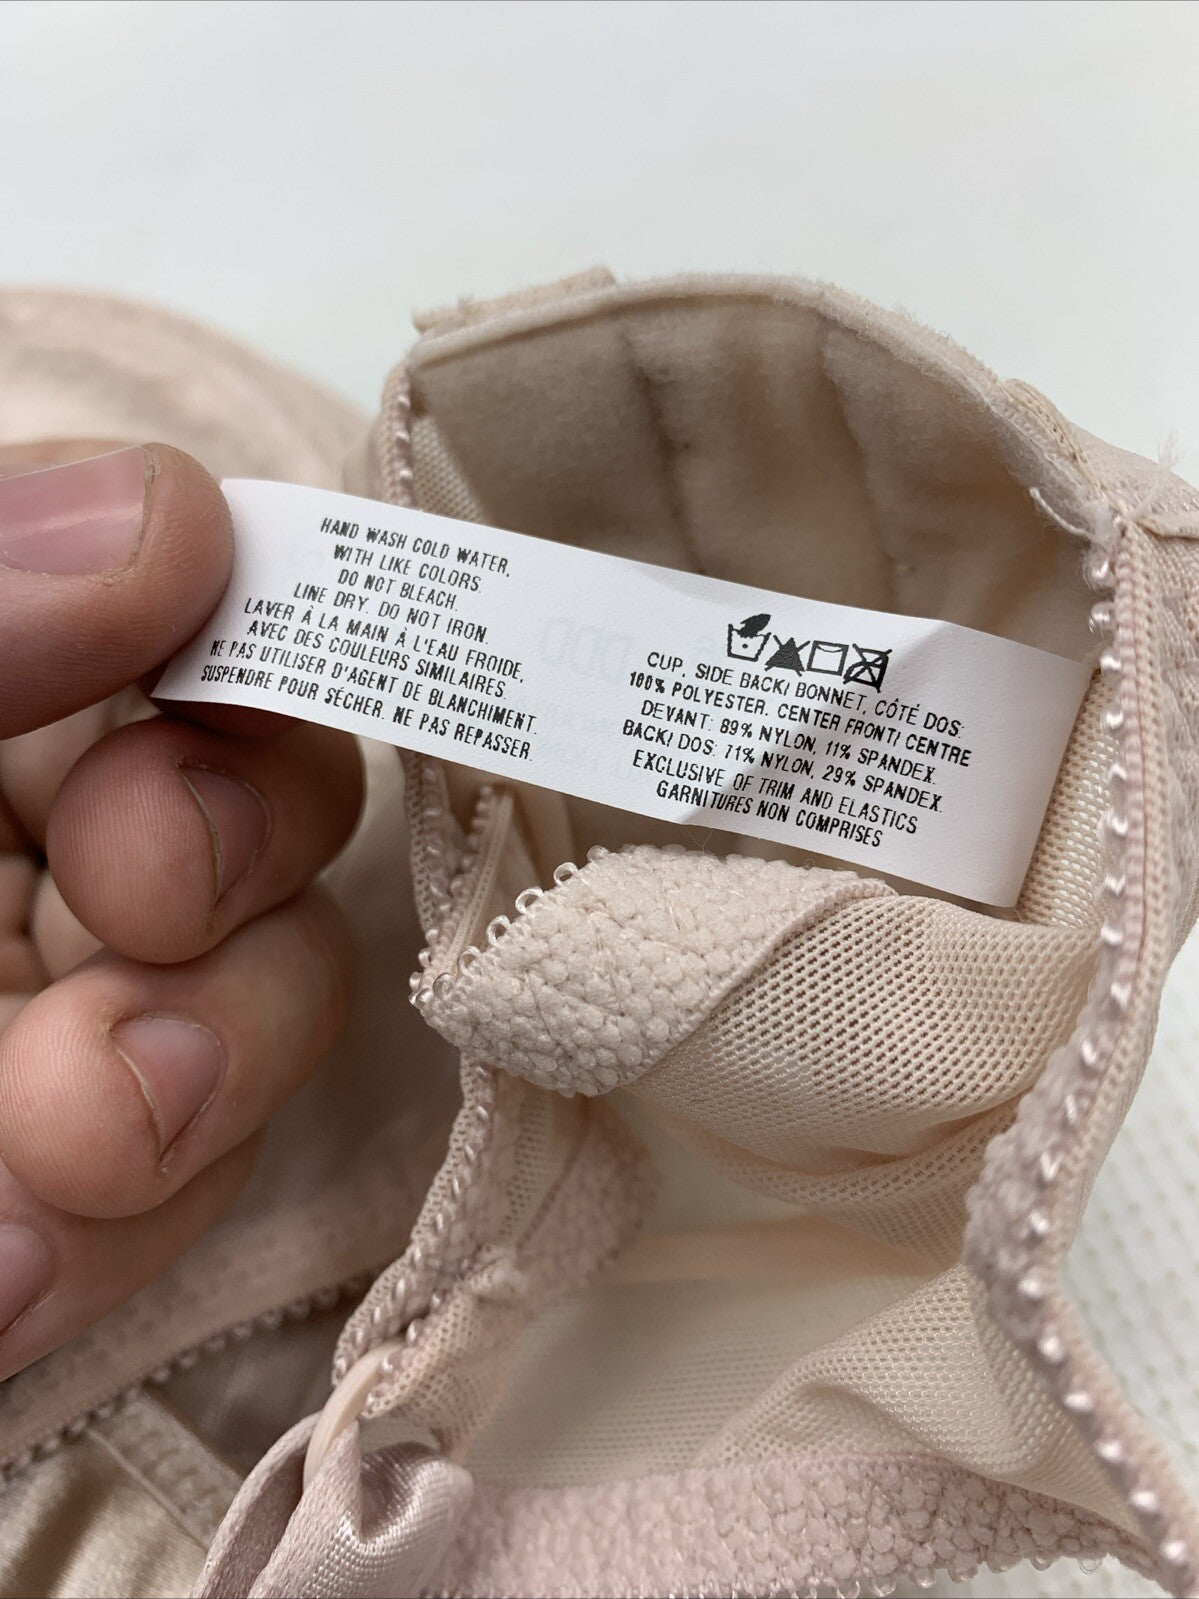 HAND WASH COLD WATER,
WITH LIKE COLORS.
DO NOT BLEACH.
LINE DRY. DO NOT IRON.
LAVER À LA MAIN À L'EAU FROIDE,
AVEC DES COULEURS SIMILAIRES.
NE PAS UTILISER D'AGENT DE BLANCHIMENT.
SUSPENDRE POUR SÉCHER. NE PAS REPASSER.
CUP, SIDE BACK/ BONNET, CÔTÉ DOS:
100% POLYESTER. CENTER FRONT/ CENTRE
DEVANT: 89% NYLON, 11% SPANDEX.
BACK/ DOS: 71% NYLON, 29% SPANDEX.
EXCLUSIVE OF TRIM AND ELASTICS
GARNITURES NON COMPRISES